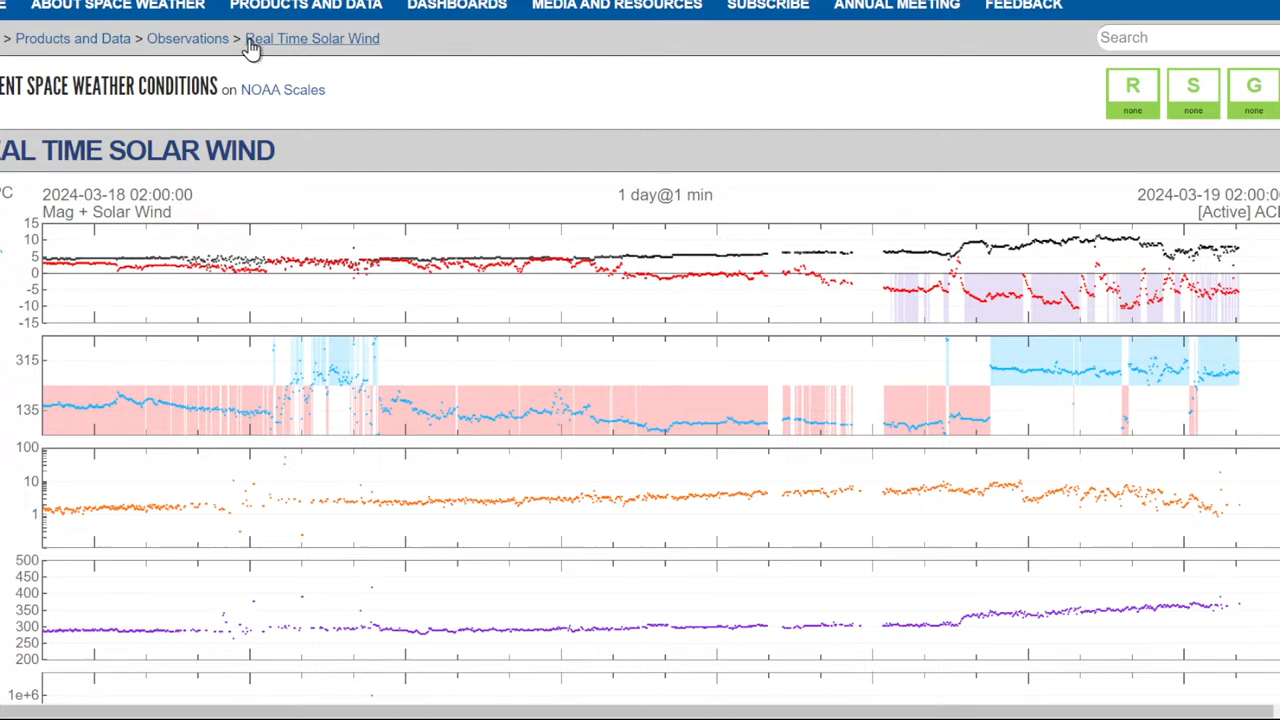 E ABOUT SPACE WEATHER PRODUCTS AND DATA DASHBOARDS MEDIA AND RESOURCES SUBSCRIBE ANNUAL MEETING FEEDBACK
> Products and Data > Observations > Real Time Solar Wind Search
ENT SPACE WEATHER CONDITIONS on NOAA Scales
R S G
none none none
EAL TIME SOLAR WIND
PC 2024-03-18 02:00:00 1 day@1 min 2024-03-19 02:00:0
Mag + Solar Wind [Active] ACE
15
10
5
0
-5
-10
-15
315
135
100
10
1
500
450
400
350
300
250
200
1e+6